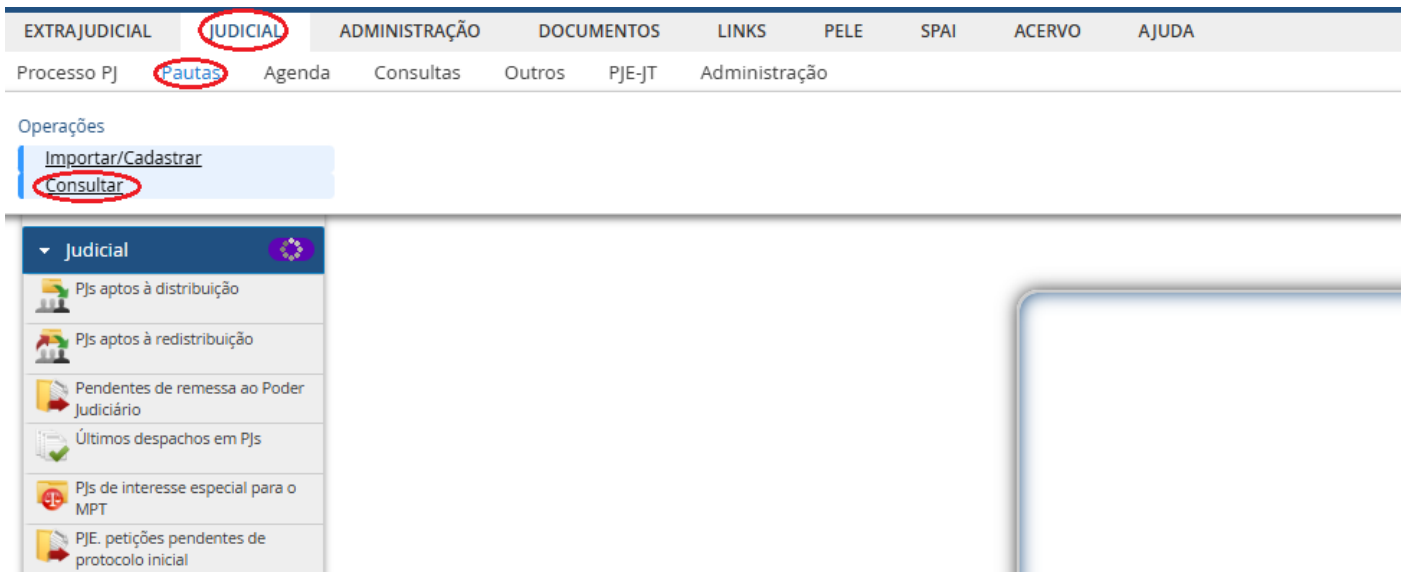 EXTRAJUDICIAL JUDICIAL ADMINISTRAÇÃO DOCUMENTOS LINKS PELE SPAI ACERVO AJUDA
Processo PJ Pautas Agenda Consultas Outros PJE-JT Administração
Operações
Importar/Cadastrar
Consultar
Judicial
PJs aptos à distribuição
PJs aptos à redistribuição
Pendentes de remessa ao Poder
Judiciário
Últimos despachos em PJs
PJs de interesse especial para o
MPT
PJE. petições pendentes de
protocolo inicial